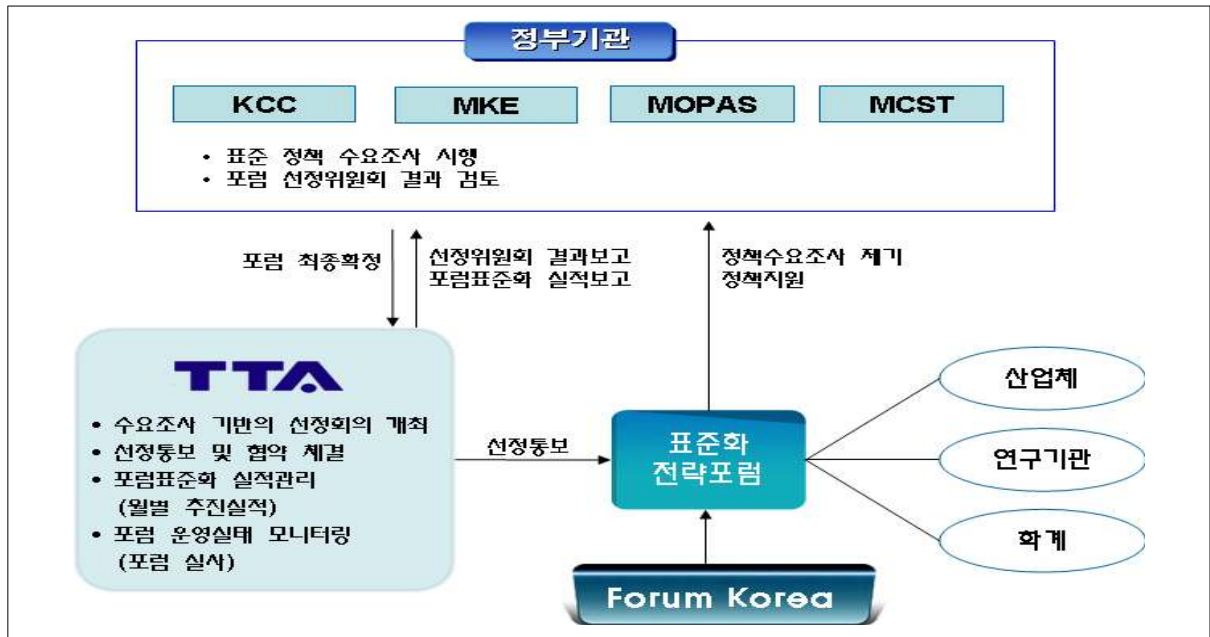 정부기관
KCC
MKE
MOPAS
MCST
• 표준 정책 수요조사 시행
• 포럼 선정위원회 결과 검토
포럼 최종확정
선정위원회 결과보고
포럼표준화 실적보고
정책수요조사 제기
정책지원
TTA
• 수요조사 기반의 선정회의 개최
• 선정통보 및 협약 체결
• 포럼표준화 실적관리
(월별 추진실적)
• 포럼 운영실태 모니터링
(포럼 실사)
선정통보
표준화
전략포럼
산업체
연구기관
학계
Forum Korea